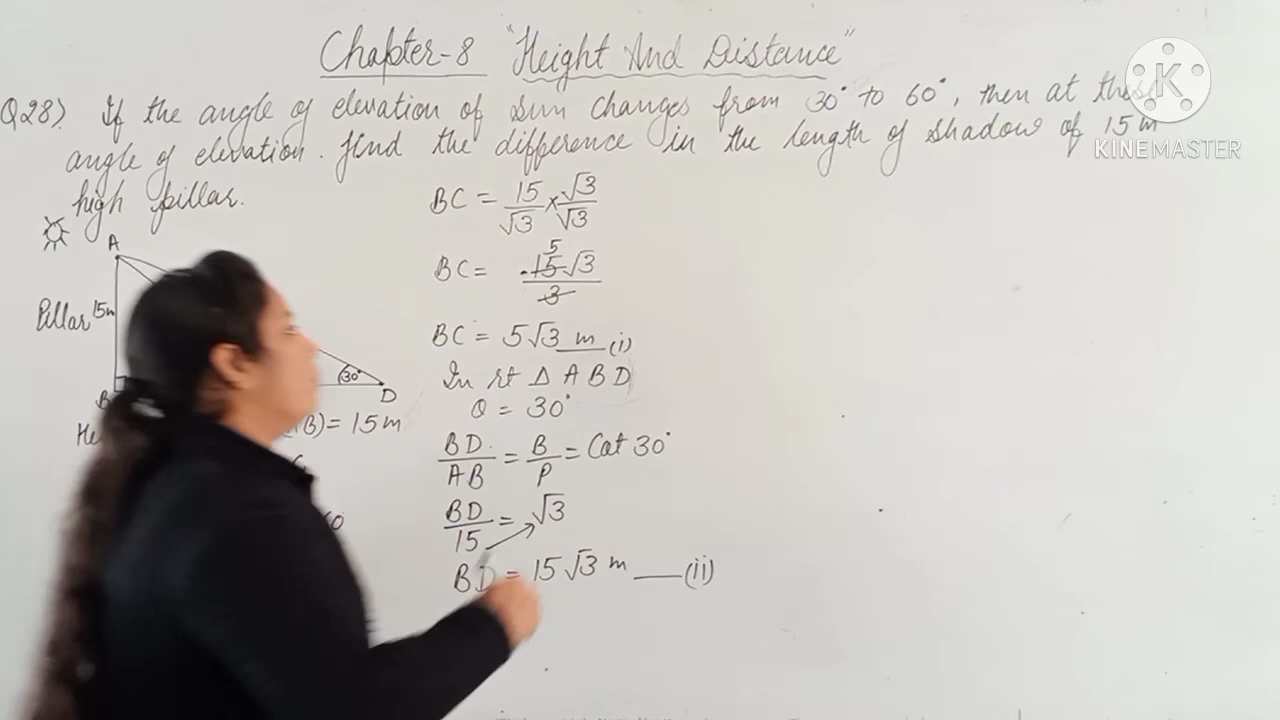 Chapter-8 "Height And Distance"
Q28). If the angle of elevation of sun changes from 30° to 60°, then at these
angle of elevation. find the difference in the length of shadow of 15 m
high pillar.
K
KINEMASTER
A
Pillar 15m
B
30°
D
B) = 15 m
BC = 15/√3 × √3/√3
BC = 15√3/3 5
BC = 5√3 m (i)
In rt Δ ABD
θ = 30°
BD/AB = B/P = Cot 30°
BD/15 = √3
BD = 15√3 m (ii)